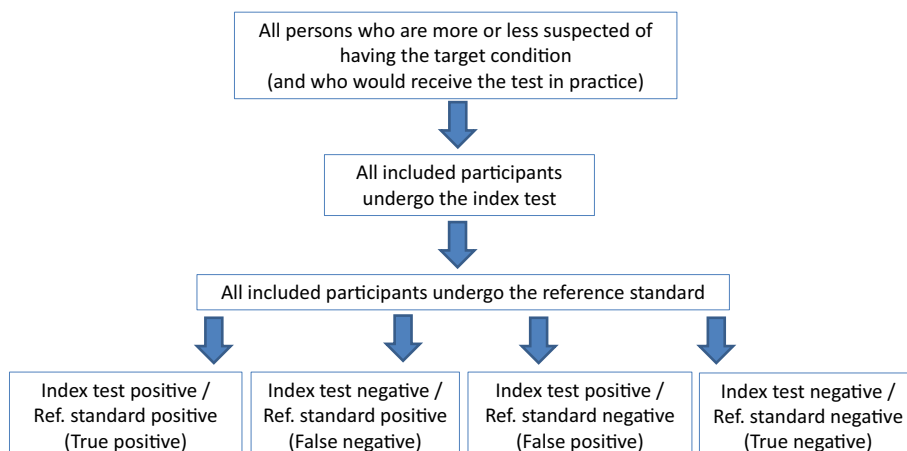 All persons who are more or less suspected of
having the target condition
(and who would receive the test in practice)
All included participants
undergo the index test
All included participants undergo the reference standard
Index test positive /
Ref. standard positive
(True positive)
Index test negative /
Ref. standard positive
(False negative)
Index test positive /
Ref. standard negative
(False positive)
Index test negative /
Ref. standard negative
(True negative)